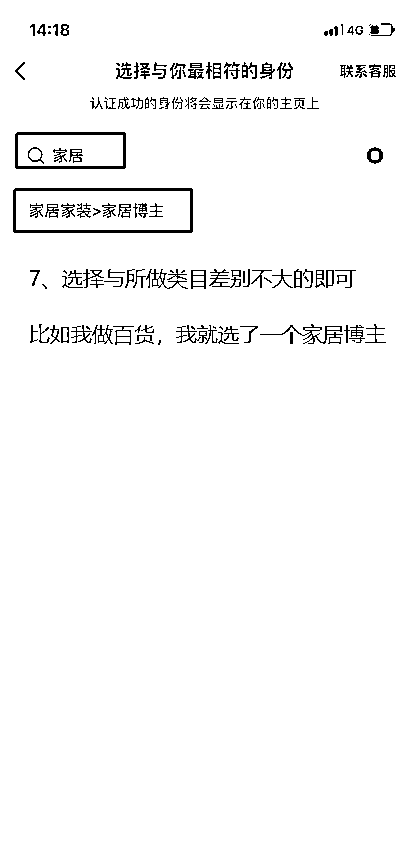 14:18
4G
选择与你最相符的身份
联系客服
认证成功的身份将会显示在你的主页上
家居
家居家装>家居博主
7、选择与所做类目差别不大的即可
比如我做百货，我就选了一个家居博主